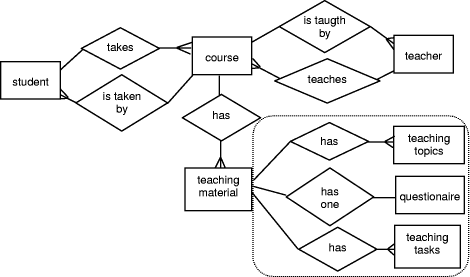 is taugth
by
takes
course
teacher
student
teaches
is taken
by
has
has
teaching
topics
teaching
material
has
one
questionaire
has
teaching
tasks